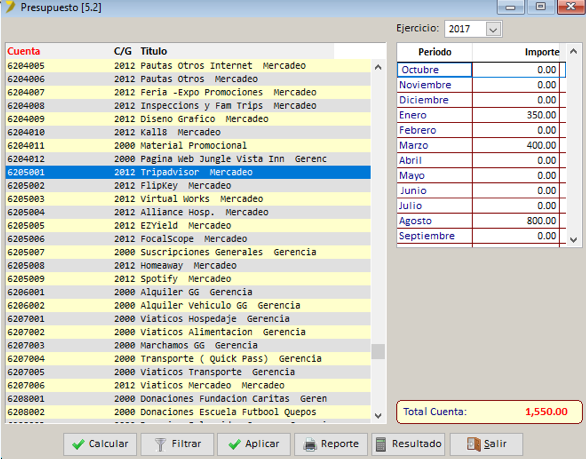 Presupuesto [5.2]
Ejercicio: 2017
Cuenta C/G Titulo
6204005 2012 Pautas Otros Internet Mercadeo
6204006 2012 Pautas Otros Mercadeo
6204007 2012 Feria -Expo Promociones Mercadeo
6204008 2012 Inspeccions y Fam Trips Mercadeo
6204009 2012 Diseno Grafico Mercadeo
6204010 2012 Kall8 Mercadeo
6204011 2000 Material Promocional
6204012 2000 Pagina Web Jungle Vista Inn Gerenc
6205001 2012 Tripadvisor Mercadeo
6205002 2012 FlipKey Mercadeo
6205003 2012 Virtual Works Mercadeo
6205004 2012 Alliance Hosp. Mercadeo
6205005 2012 EZYield Mercadeo
6205006 2012 FocalScope Mercadeo
6205007 2000 Suscripciones Generales Gerencia
6205008 2012 Homeaway Mercadeo
6205009 2012 Spotify Mercadeo
6206001 2000 Alquiler GG Gerencia
6206002 2000 Alquiler Vehiculo GG Gerencia
6207001 2000 Viaticos Hospedaje Gerencia
6207002 2000 Viaticos Alimentacion Gerencia
6207003 2000 Marchamos GG Gerencia
6207004 2000 Transporte ( Quick Pass) Gerencia
6207005 2000 Viaticos Transporte Gerencia
6207006 2012 Viaticos Mercadeo Mercadeo
6208001 2000 Donaciones Fundacion Caritas Geren
6208002 2000 Donaciones Escuela Futbool Quepos
Periodo Importe
Octubre 0.00
Noviembre 0.00
Diciembre 0.00
Enero 350.00
Febrero 0.00
Marzo 400.00
Abril 0.00
Mayo 0.00
Junio 0.00
Julio 0.00
Agosto 800.00
Septiembre 0.00
Total Cuenta: 1,550.00
Calcular Filtrar Aplicar Reporte Resultado Salir